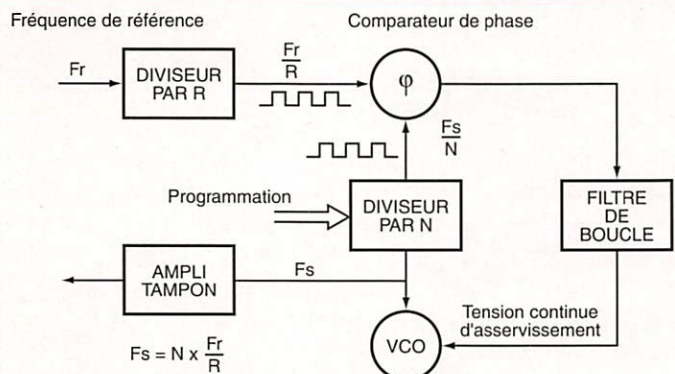 Fréquence de référence
Comparateur de phase
Fr
DIVISEUR
PAR R
Fr
R
φ
Fs
N
Programmation
DIVISEUR
PAR N
FILTRE
DE
BOUCLE
AMPLI
TAMPON
Fs
Tension continue
d'asservissement
VCO
Fs = N x Fr
R